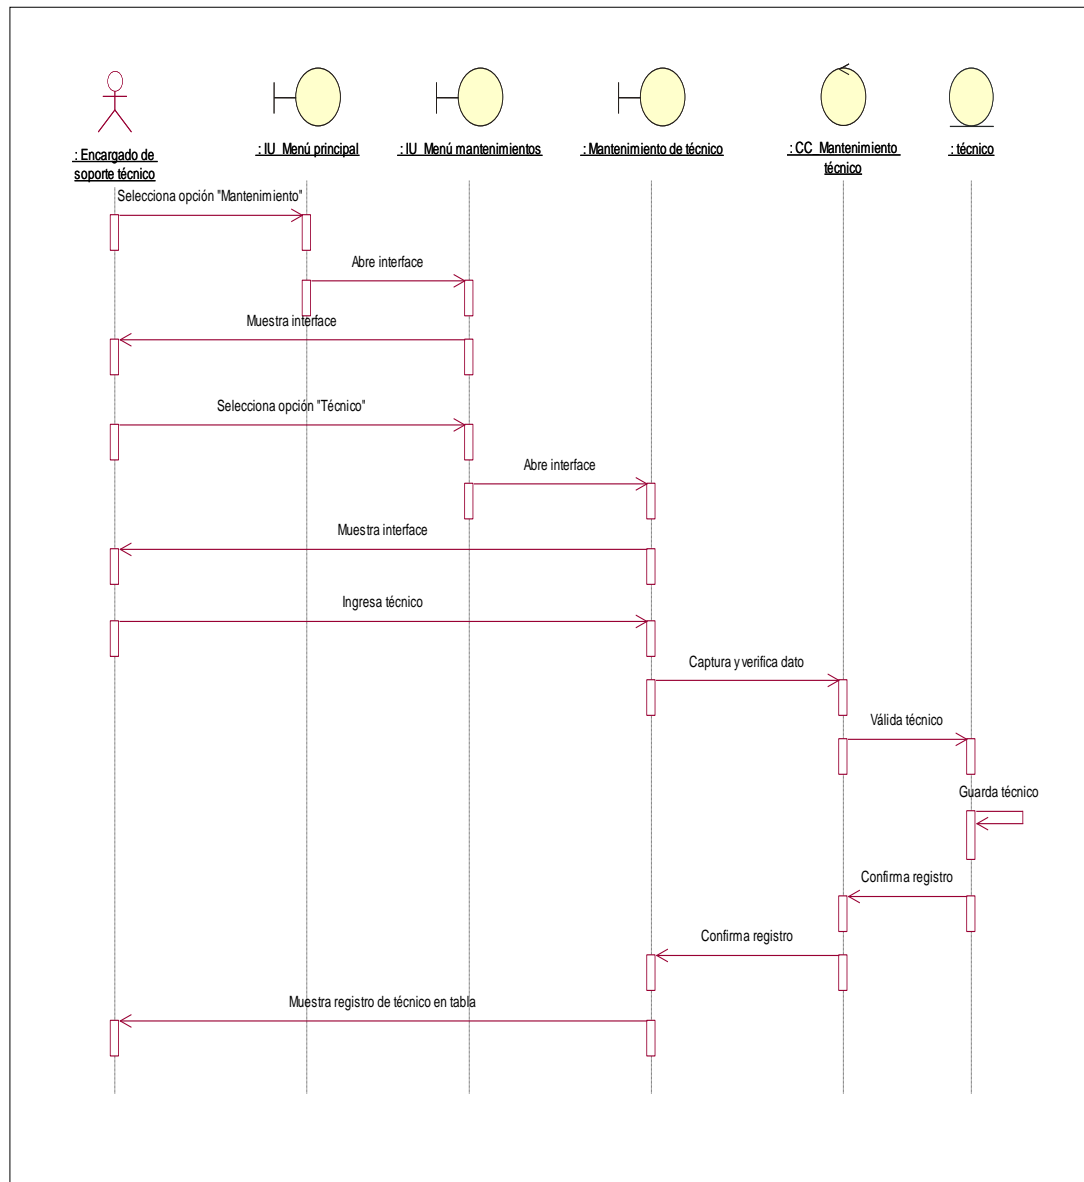 : Encargado de
soporte técnico
: IU_Menú principal
: IU_Menú mantenimientos
: Mantenimiento de técnico
: CC_Mantenimiento
técnico
: técnico
Selecciona opción "Mantenimiento"
Abre interface
Muestra interface
Selecciona opción "Técnico"
Abre interface
Muestra interface
Ingresa técnico
Captura y verifica dato
Válida técnico
Guarda técnico
Confirma registro
Confirma registro
Muestra registro de técnico en tabla